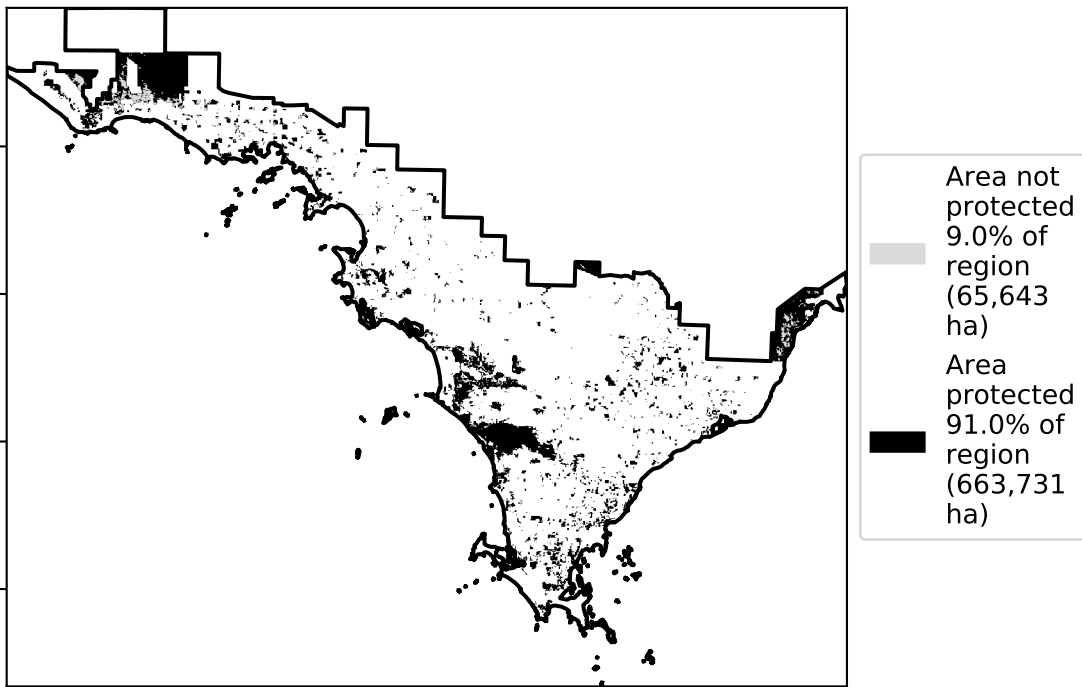 Area not
protected
9.0% of
region
(65,643
ha)
Area
protected
91.0% of
region
(663,731
ha)